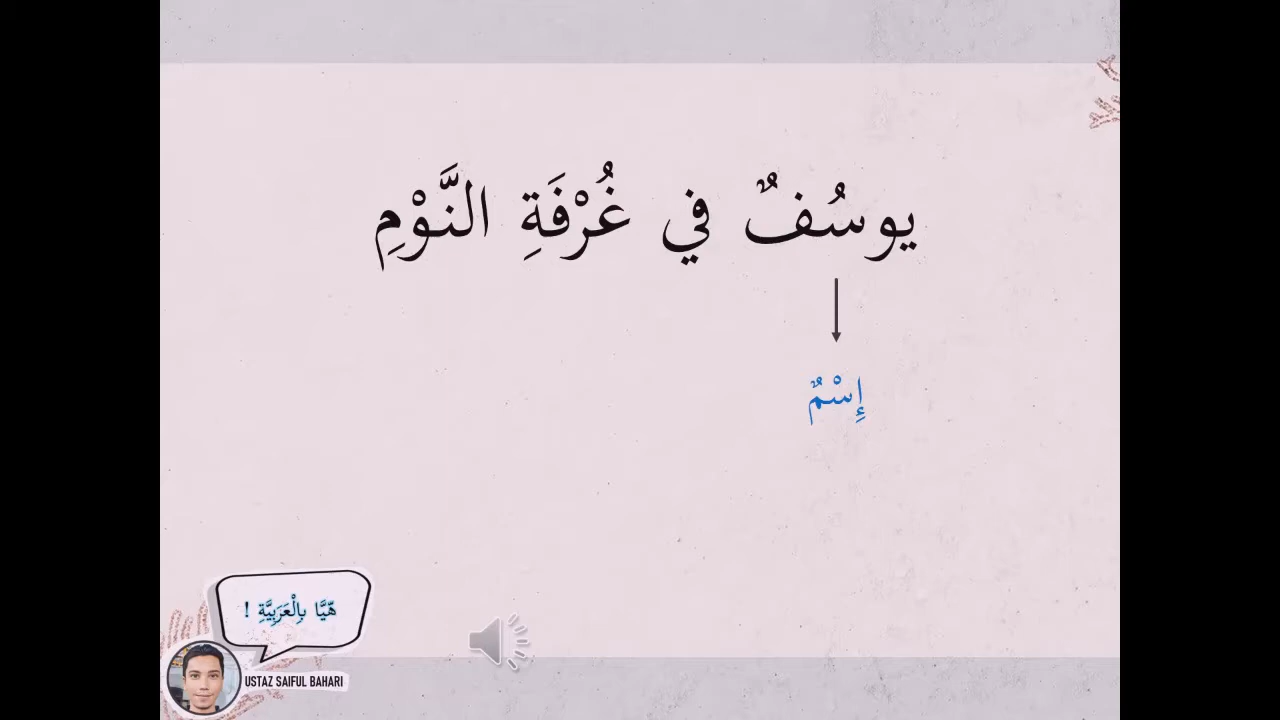 يوسُفٌ في غُرْفَةِ النَّوْمِ
إِسْمٌ
هّيَّا بِالْعَرَبِيَّةِ !
USTAZ SAIFUL BAHARI